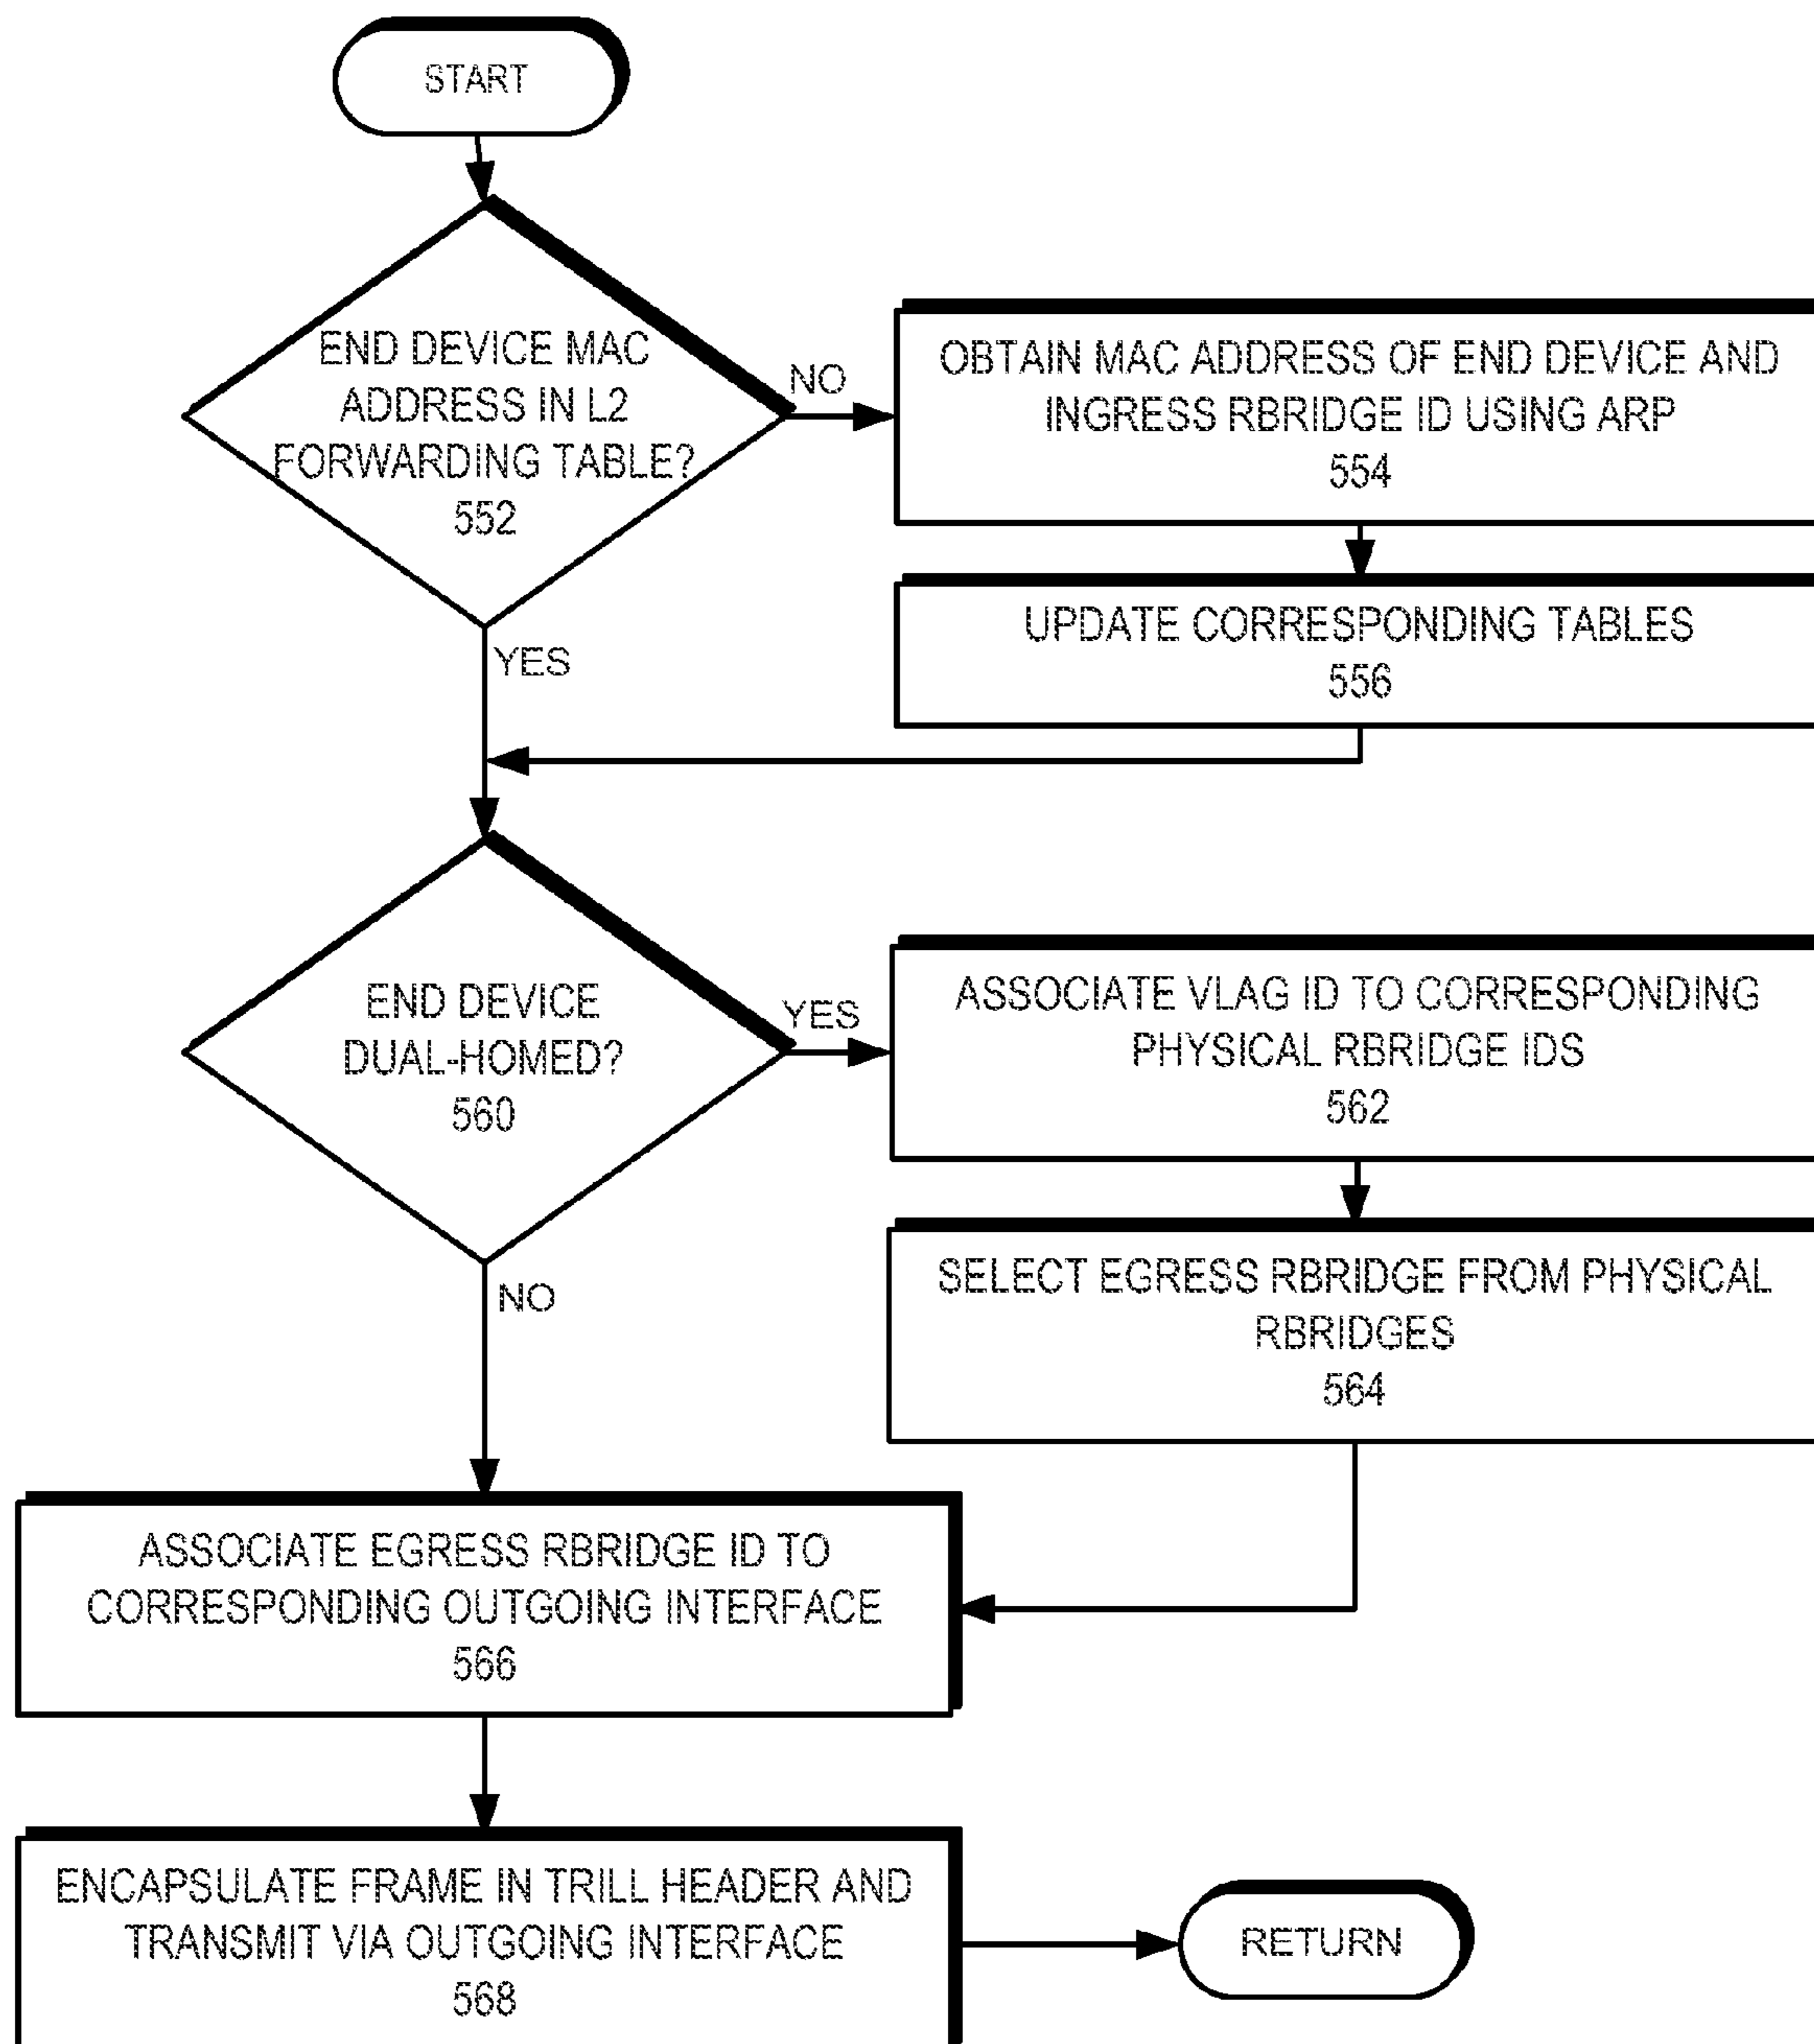 START
END DEVICE MAC
ADDRESS IN L2
FORWARDING TABLE?
552
NO
OBTAIN MAC ADDRESS OF END DEVICE AND
INGRESS RBRIDGE ID USING ARP
554
UPDATE CORRESPONDING TABLES
556
YES
END DEVICE
DUAL-HOMED?
560
YES
ASSOCIATE VLAG ID TO CORRESPONDING
PHYSICAL RBRIDGE IDS
562
SELECT EGRESS RBRIDGE FROM PHYSICAL
RBRIDGES
564
NO
ASSOCIATE EGRESS RBRIDGE ID TO
CORRESPONDING OUTGOING INTERFACE
566
ENCAPSULATE FRAME IN TRILL HEADER AND
TRANSMIT VIA OUTGOING INTERFACE
568
RETURN